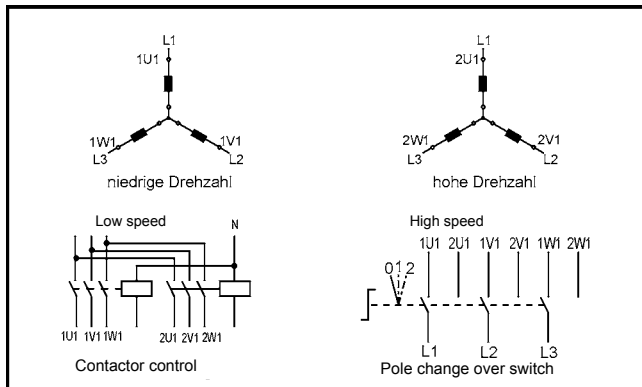 L1
1U1
1W1
1V1
L3
L2
niedrige Drehzahl
L1
2U1
2W1
2V1
L3
L2
hohe Drehzahl
Low speed
N
1U1 1V1 1W1
2U1 2V1 2W1
Contactor control
High speed
1U1 2U1 1V1 2V1 1W1 2W1
0 1 2
L1 L2 L3
Pole change over switch